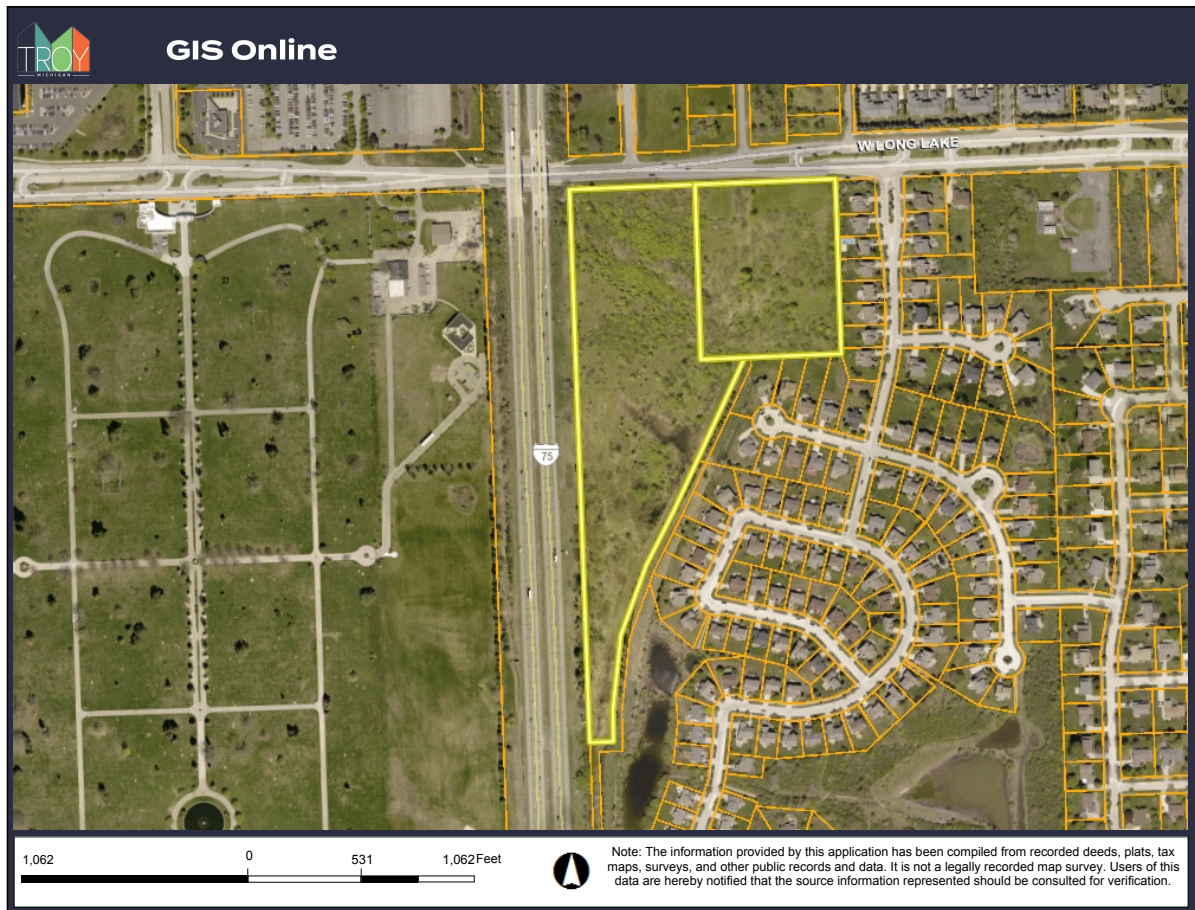 TROY
MICHIGAN
GIS Online
W LONG LAKE
75
1,062 0 531 1,062 Feet
Note: The information provided by this application has been compiled from recorded deeds, plats, tax
maps, surveys, and other public records and data. It is not a legally recorded map survey. Users of this
data are hereby notified that the source information represented should be consulted for verification.